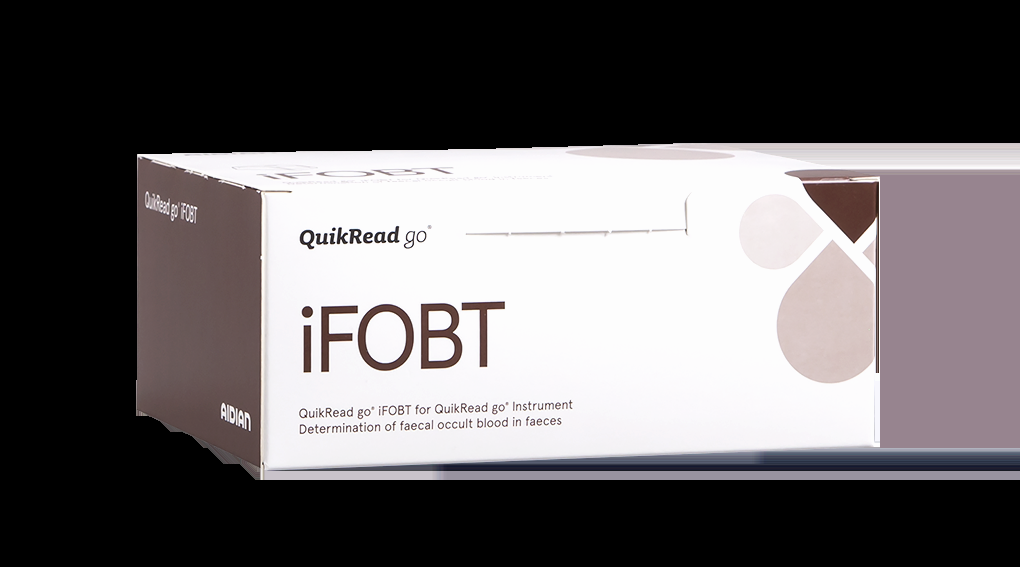 iFOBT
QuikRead go® iFOBT
QuikRead go®
iFOBT
QuikRead go® iFOBT for QuikRead go® Instrument
Determination of faecal occult blood in faeces
AIDIAN